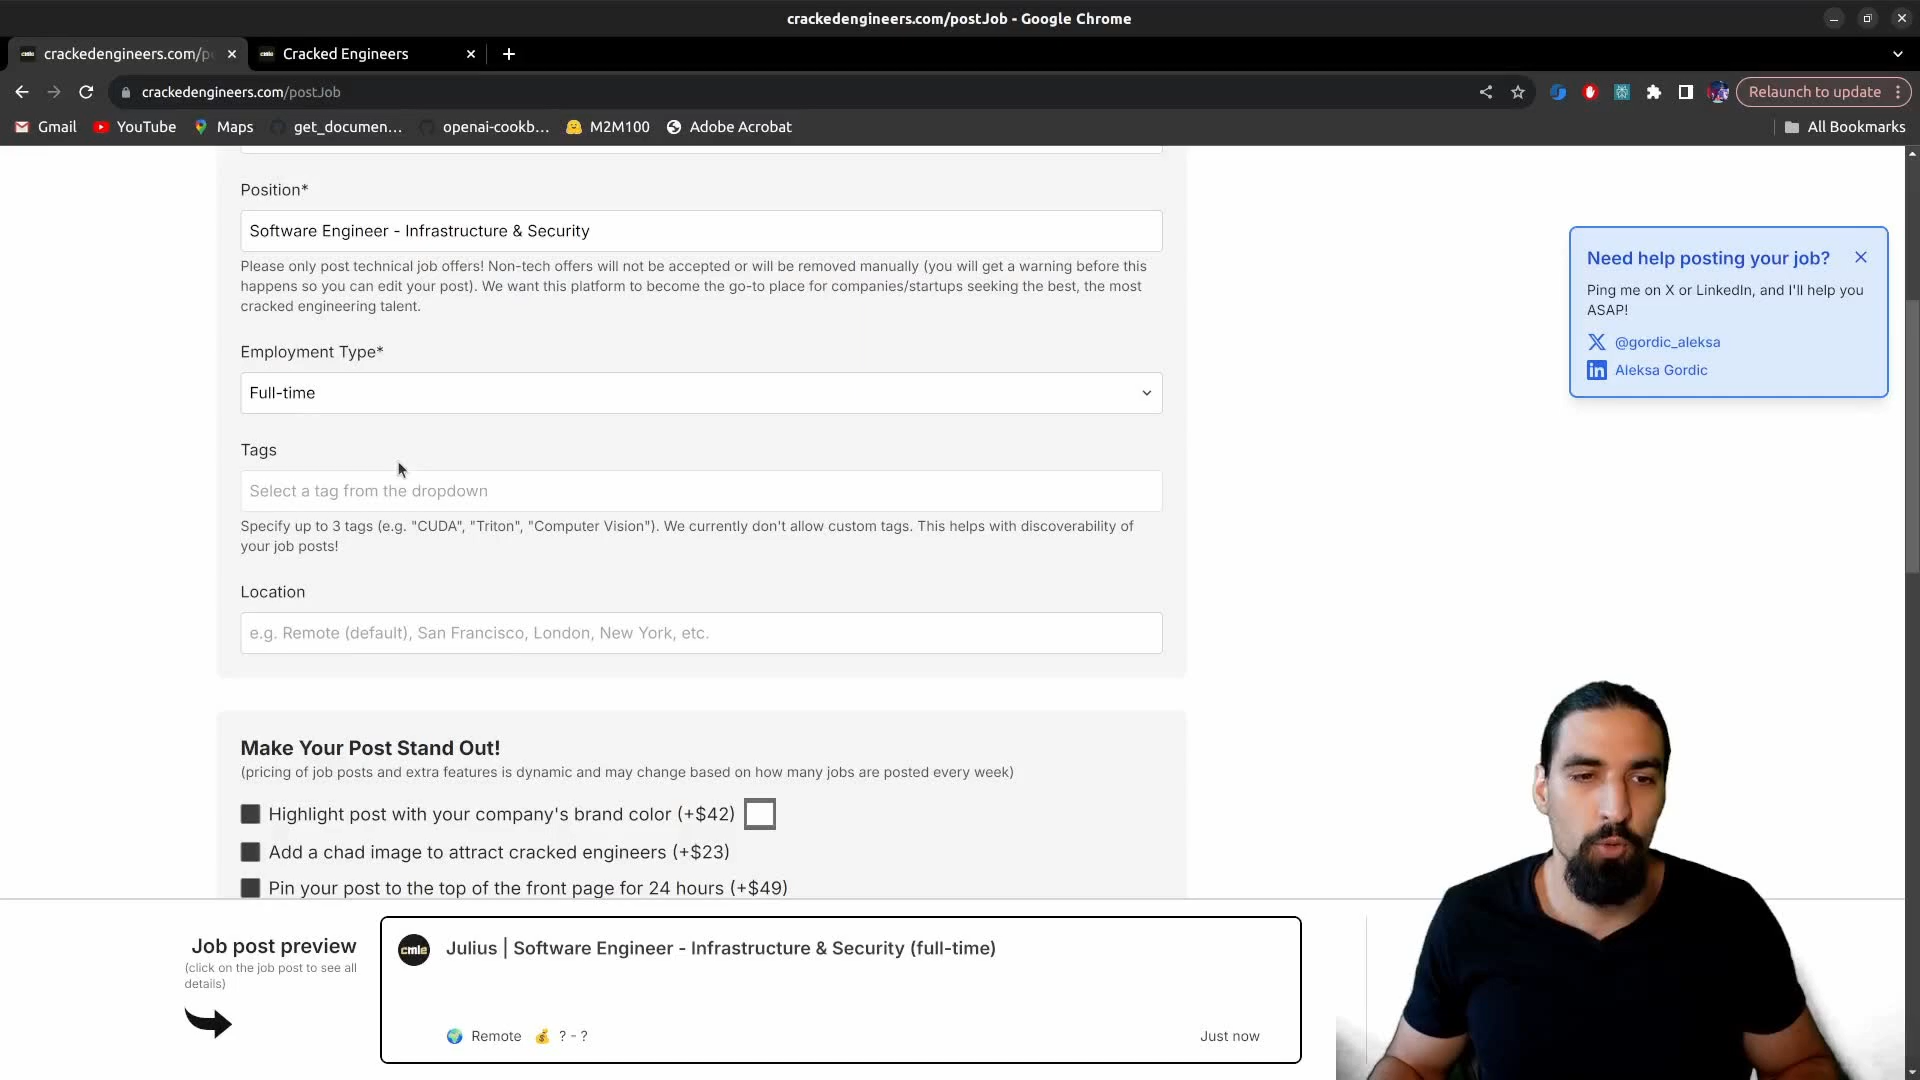 crackedengineers.com/postJob - Google Chrome
crackedengineers.com/p
Cracked Engineers
crackedengineers.com/postJob
Relaunch to update
Gmail
YouTube
Maps
get_documen...
openai-cookb...
M2M100
Adobe Acrobat
All Bookmarks
Position*
Software Engineer - Infrastructure & Security
Please only post technical job offers! Non-tech offers will not be accepted or will be removed manually (you will get a warning before this
happens so you can edit your post). We want this platform to become the go-to place for companies/startups seeking the best, the most
cracked engineering talent.
Employment Type*
Full-time
Tags
Select a tag from the dropdown
Specify up to 3 tags (e.g. "CUDA", "Triton", "Computer Vision"). We currently don't allow custom tags. This helps with discoverability of
your job posts!
Location
e.g. Remote (default), San Francisco, London, New York, etc.
Need help posting your job?
Ping me on X or LinkedIn, and I'll help you
ASAP!
@gordic_aleksa
in Aleksa Gordic
Make Your Post Stand Out!
(pricing of job posts and extra features is dynamic and may change based on how many jobs are posted every week)
Highlight post with your company's brand color (+$42)
Add a chad image to attract cracked engineers (+$23)
Pin your post to the top of the front page for 24 hours (+$49)
Job post preview
(click on the job post to see all
details)
cmle
Julius | Software Engineer - Infrastructure & Security (full-time)
Remote
? - ?
Just now